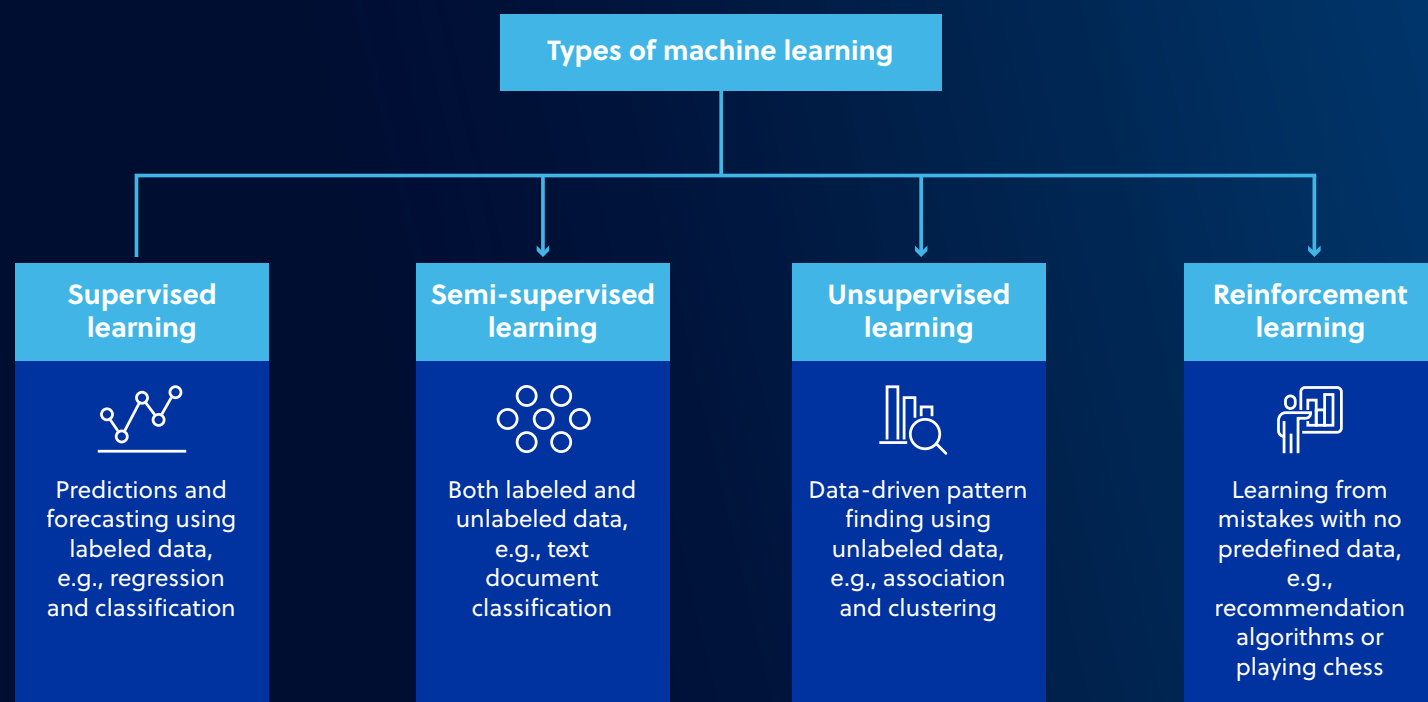 Types of machine learning
Supervised
learning
Predictions and
forecasting using
labeled data,
e.g., regression
and classification
Semi-supervised
learning
Both labeled and
unlabeled data,
e.g., text
document
classification
Unsupervised
learning
Data-driven pattern
finding using
unlabeled data,
e.g., association
and clustering
Reinforcement
learning
Learning from
mistakes with no
predefined data,
e.g.,
recommendation
algorithms or
playing chess